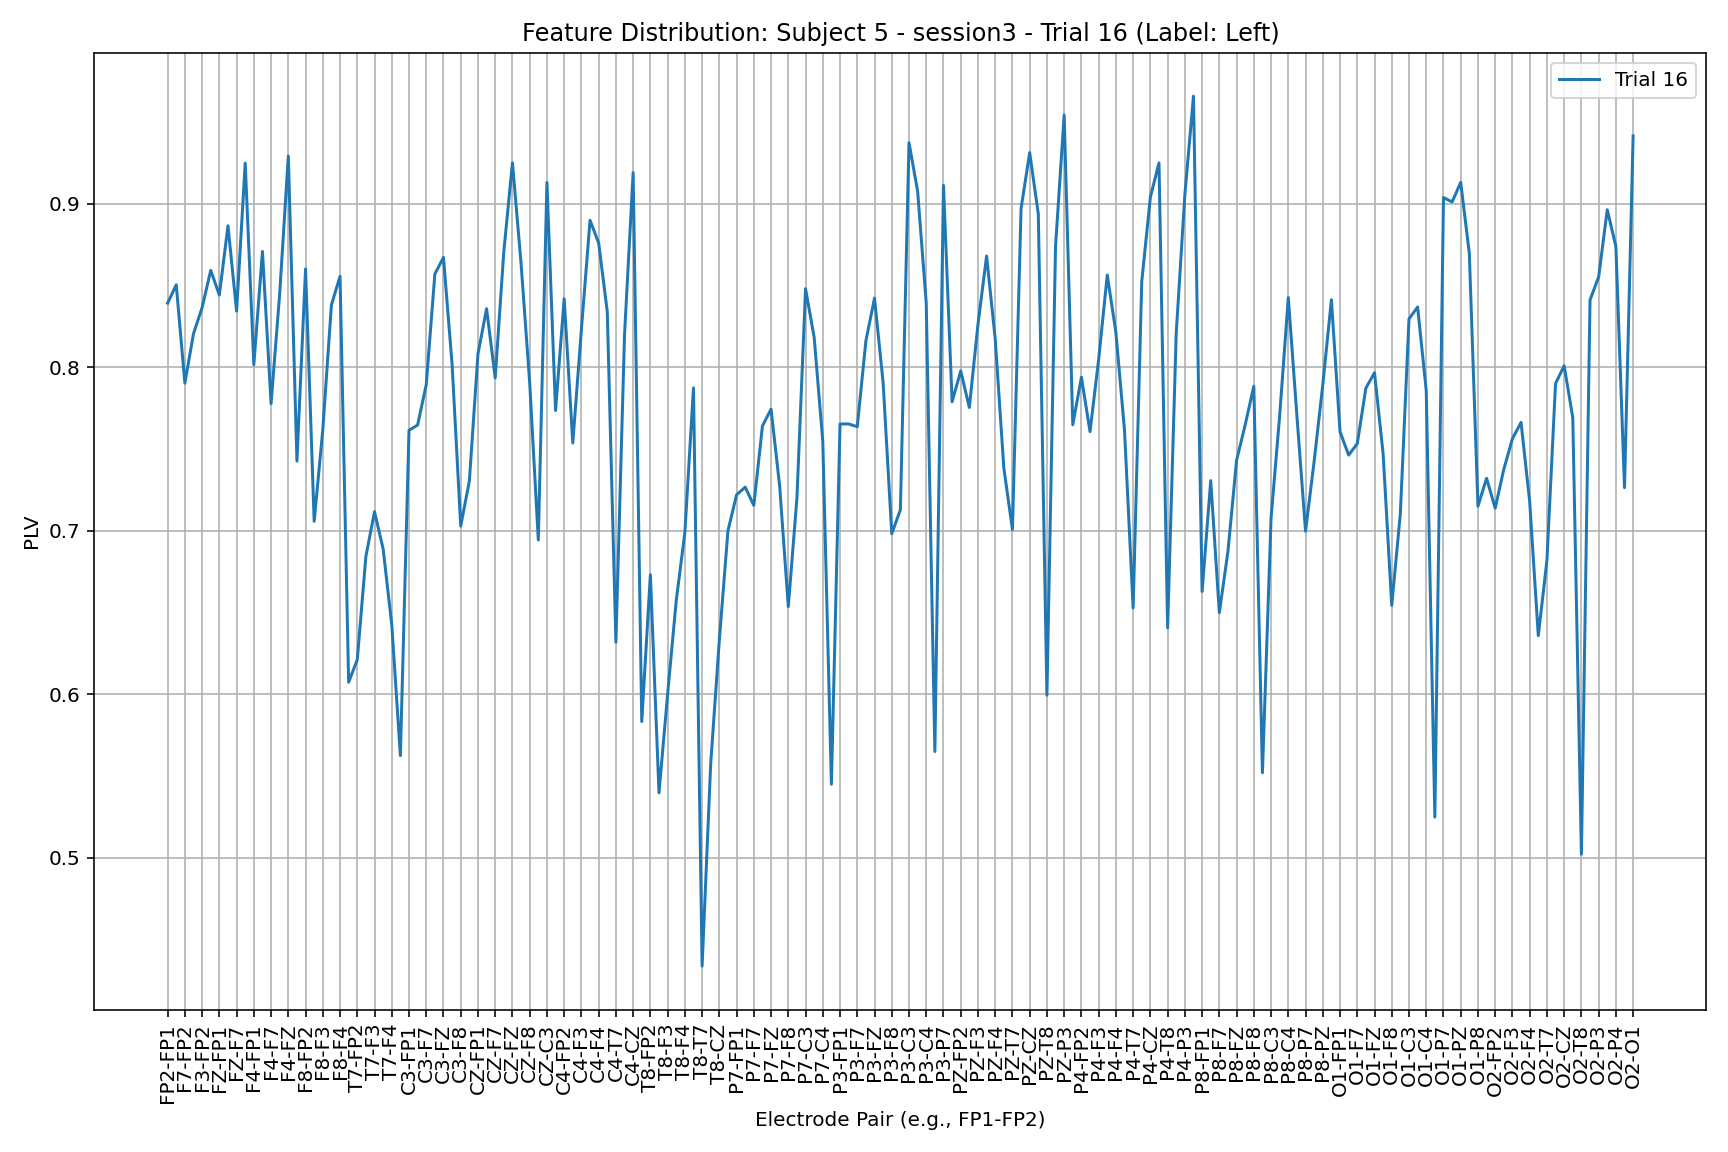 Feature Distribution: Subject 5 - session3 - Trial 16 (Label: Left)
Trial 16
PLV
0.9
0.8
0.7
0.6
0.5
FP2-FP1
F7-FP2
F3-FP2
FZ-FP1
FZ-F7
F4-FP1
F4-F7
F4-FZ
F8-FP2
F8-F3
F8-F4
T7-FP2
T7-F3
T7-F4
C3-FP1
C3-F7
C3-FZ
C3-F8
CZ-FP1
CZ-F7
CZ-FZ
CZ-F8
CZ-C3
C4-FP2
C4-F3
C4-F4
C4-T7
C4-CZ
T8-FP2
T8-F3
T8-F4
T8-T7
T8-CZ
P7-FP1
P7-F7
P7-FZ
P7-F8
P7-C3
P7-C4
P3-FP1
P3-F7
P3-FZ
P3-F8
P3-C3
P3-C4
P3-P7
PZ-FP2
PZ-F3
PZ-F4
PZ-T7
PZ-CZ
PZ-T8
PZ-P3
P4-FP2
P4-F3
P4-F4
P4-T7
P4-CZ
P4-T8
P4-P3
P8-FP1
P8-F7
P8-FZ
P8-F8
P8-C3
P8-C4
P8-P7
P8-PZ
O1-FP1
O1-F7
O1-FZ
O1-F8
O1-C3
O1-C4
O1-P7
O1-PZ
O1-P8
O2-FP2
O2-F3
O2-F4
O2-T7
O2-CZ
O2-T8
O2-P3
O2-P4
O2-O1
Electrode Pair (e.g., FP1-FP2)